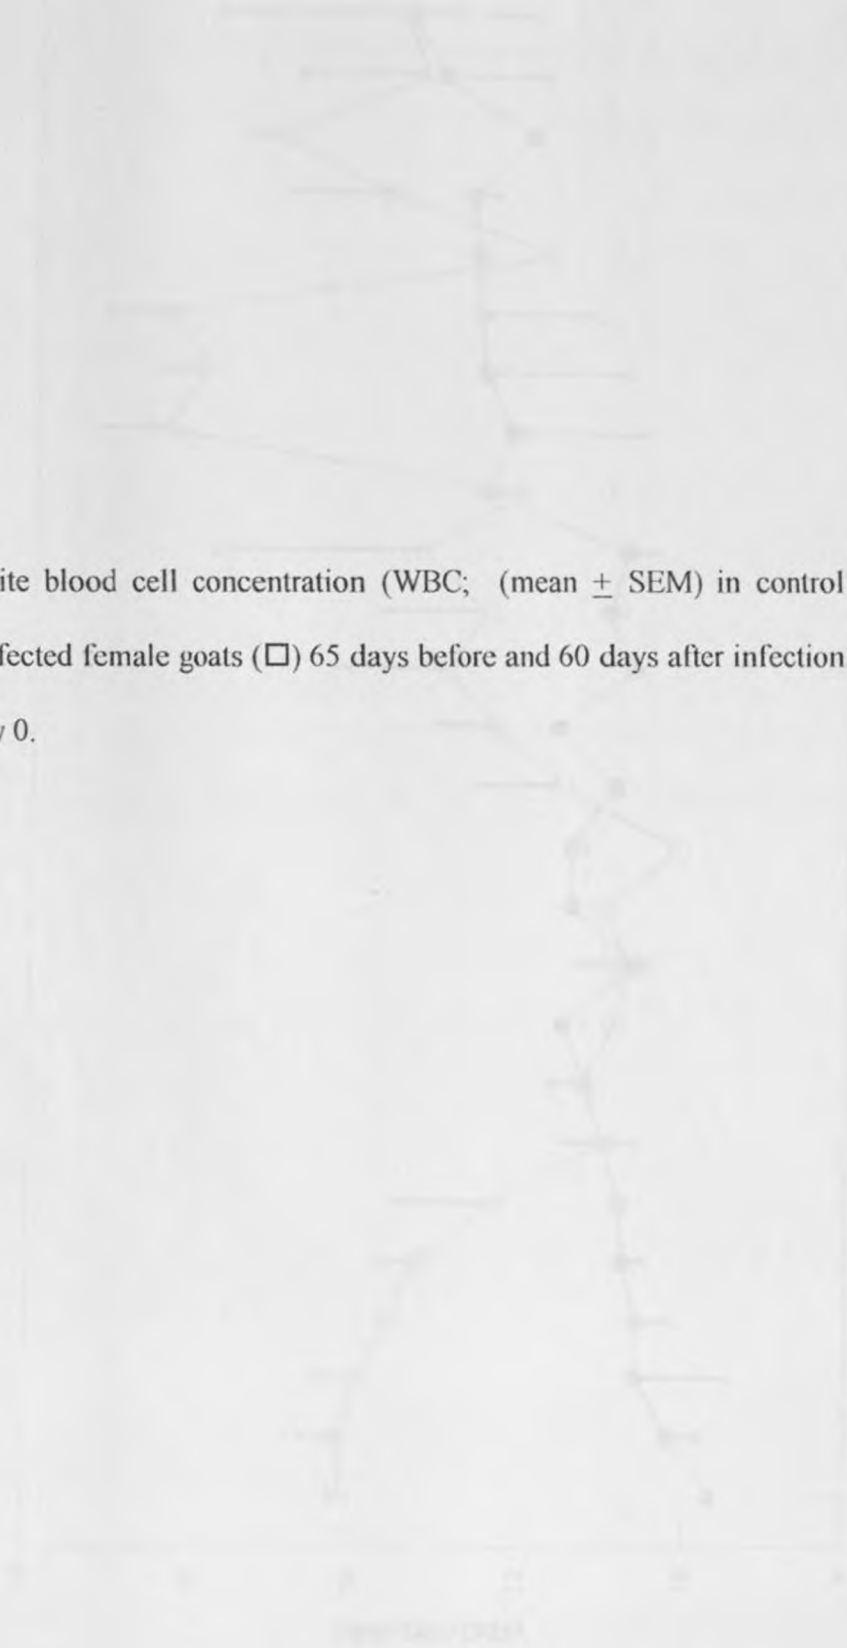 ite blood cell concentration (WBC; (mean ± SEM) in control
fected female goats (□) 65 days before and 60 days after infection
0.